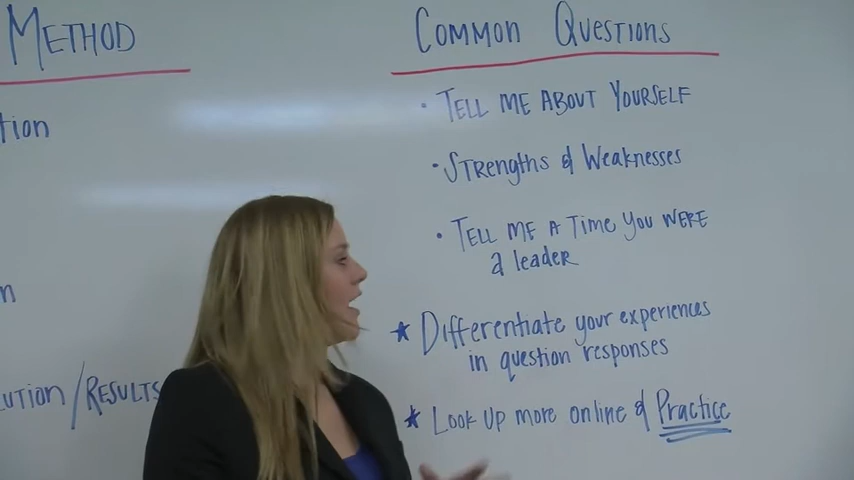 METHOD
tion
n
UTION / RESULTS
COMMON QUESTIONS
• TELL ME ABOUT YOURSELF
• STRENGTHS & WEAKNESSES
• TELL ME A TIME YOU WERE
a leader
★ Differentiate your experiences
in question responses
★ Look Up more online & Practice